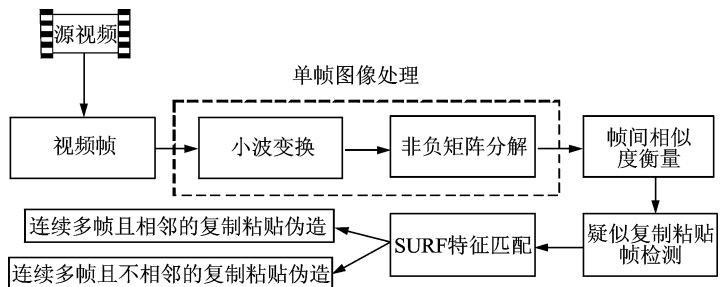 源视频
单帧图像处理
视频帧
小波变换
非负矩阵分解
帧间相似
度衡量
疑似复制粘贴
帧检测
SURF特征匹配
连续多帧且相邻的复制粘贴伪造
连续多帧且不相邻的复制粘贴伪造